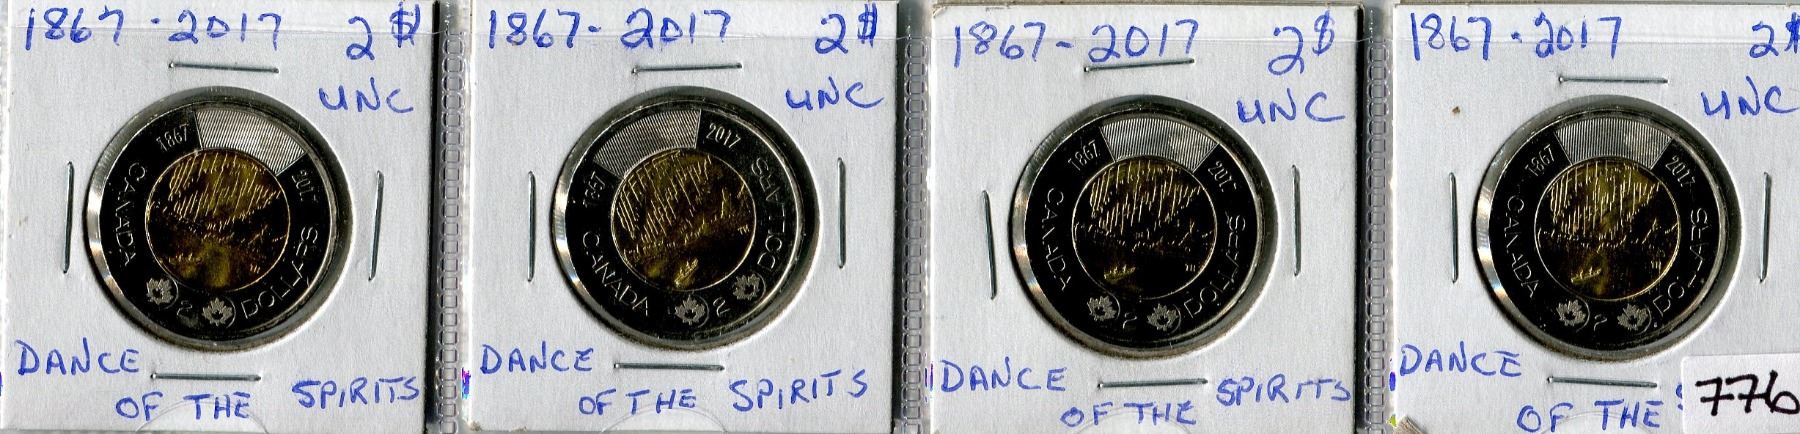 1867-2017 2$
UNC
1867 2017
CANADA
2 DOLLARS
DANCE
OF THE SPIRITS
1867-2017 2$
UNC
1867 2017
CANADA
2 DOLLARS
DANCE
OF THE SPIRITS
1867-2017 2$
UNC
1867 2017
CANADA
2 DOLLARS
DANCE
OF THE SPIRITS
1867-2017 2$
UNC
1867 2017
CANADA
2 DOLLARS
DANCE
OF THE
776